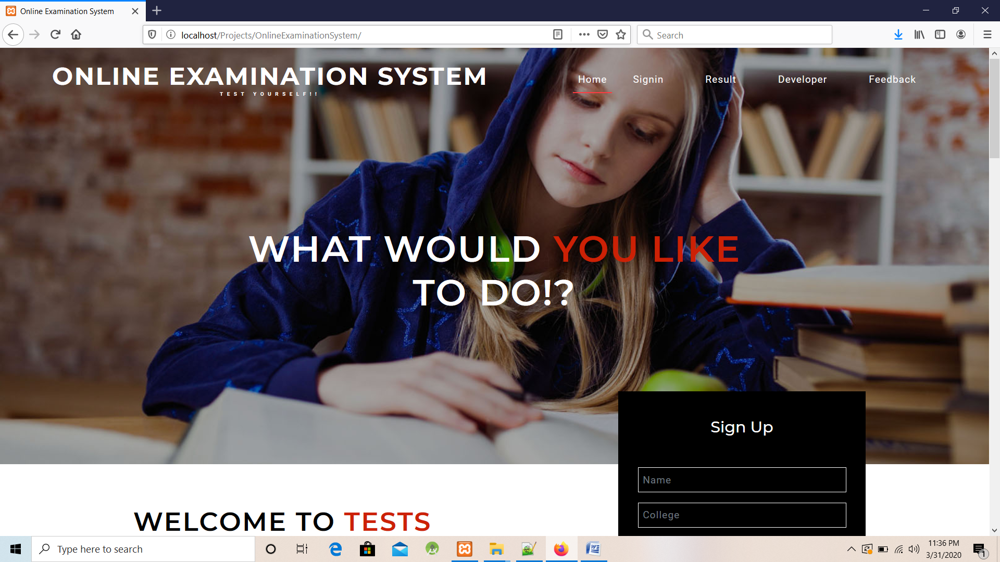 Online Examination System
localhost/Projects/OnlineExaminationSystem/
Search
ONLINE EXAMINATION SYSTEM
TEST YOURSELF!!
Home
Signin
Result
Developer
Feedback
WHAT WOULD YOU LIKE
TO DO!?
Sign Up
Name
College
WELCOME TO TESTS
Type here to search
11:36 PM
3/31/2020
1